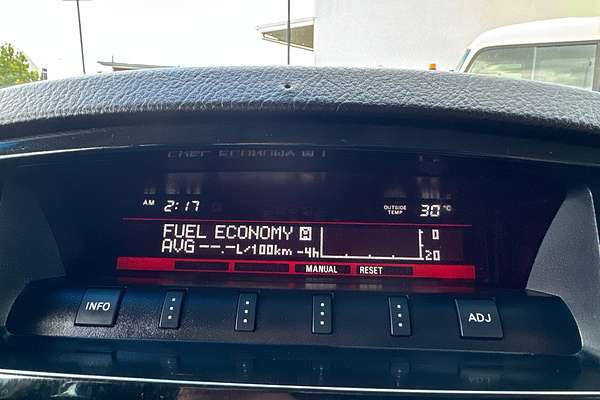 AM 2:17
OUTSIDE TEMP 30°C
FUEL ECONOMY M 0
AVG --.-L/100km -4h 20
MANUAL RESET
INFO ADJ